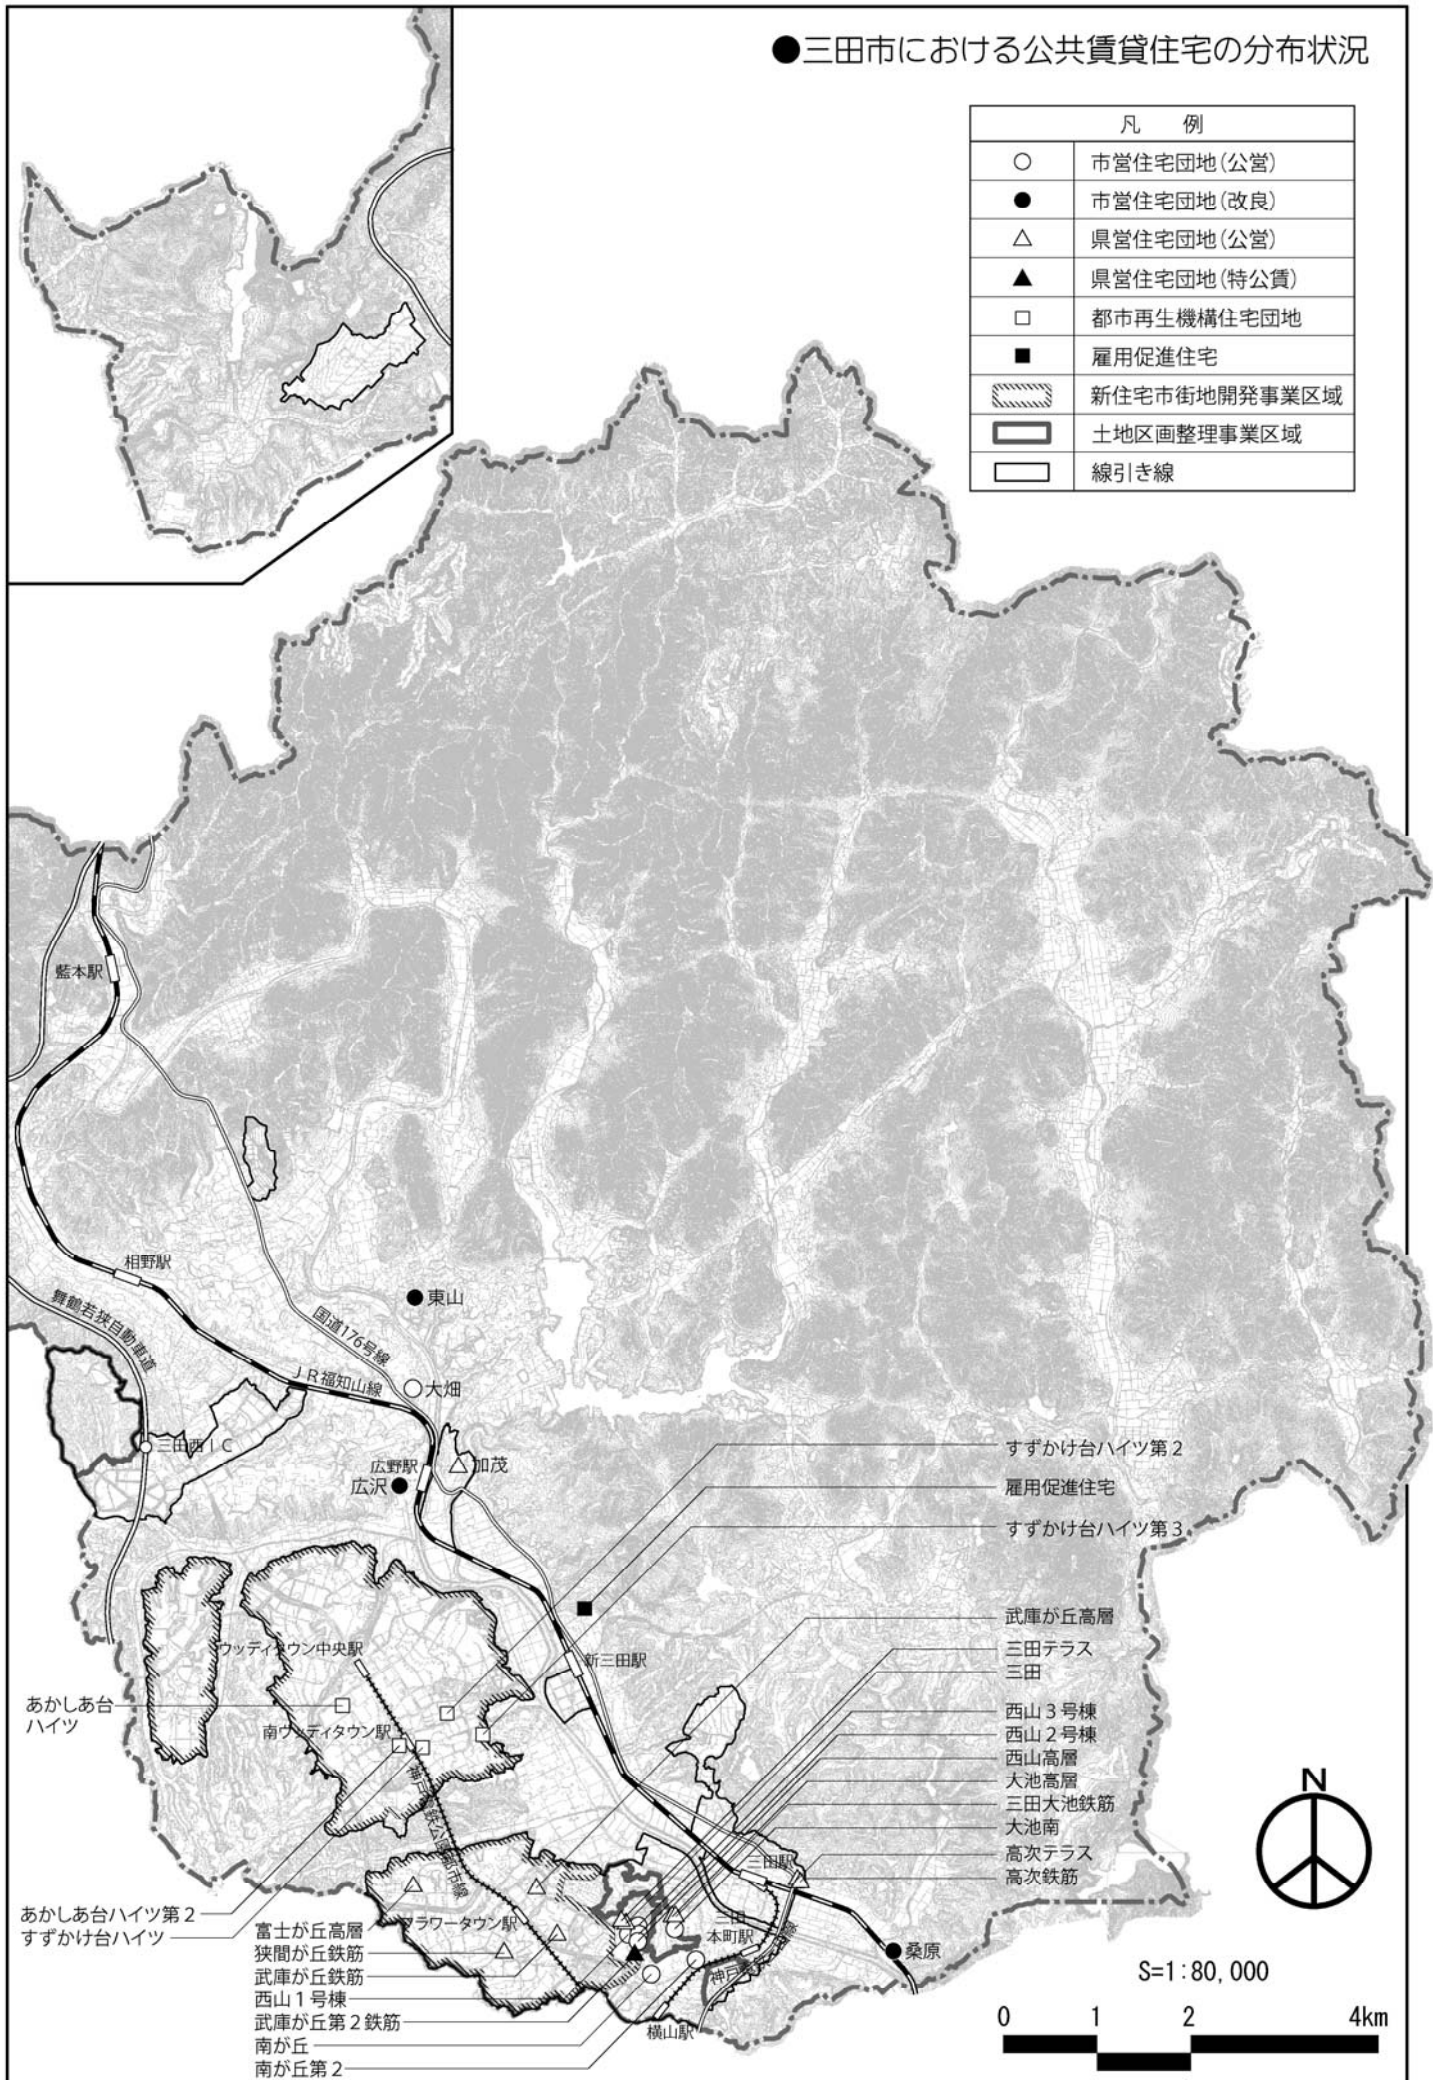 ●三田市における公共賃貸住宅の分布状況
凡 例
市営住宅団地(公営)
市営住宅団地(改良)
県営住宅団地(公営)
県営住宅団地(特公賃)
都市再生機構住宅団地
雇用促進住宅
新住宅市街地開発事業区域
土地区画整理事業区域
線引き線
藍本駅
相野駅
舞鶴若狭自動車道
国道176号線
JR福知山線
東山
大畑
三田西IC
広野駅
加茂
広沢
すずかけ台ハイツ第2
雇用促進住宅
すずかけ台ハイツ第3
武庫が丘高層
三田テラス
三田
西山3号棟
西山2号棟
西山高層
大池高層
三田大池鉄筋
大池南
高次テラス
高次鉄筋
ウッディタウン中央駅
新三田駅
あかしあ台
ハイツ
南ウッディタウン駅
神戸電鉄公園都市線
三田駅
あかしあ台ハイツ第2
すずかけ台ハイツ
フラワータウン駅
三田
本町駅
桑原
富士が丘高層
狭間が丘鉄筋
武庫が丘鉄筋
西山1号棟
武庫が丘第2鉄筋
南が丘
南が丘第2
横山駅
N
S=1:80,000
0 1 2 4km